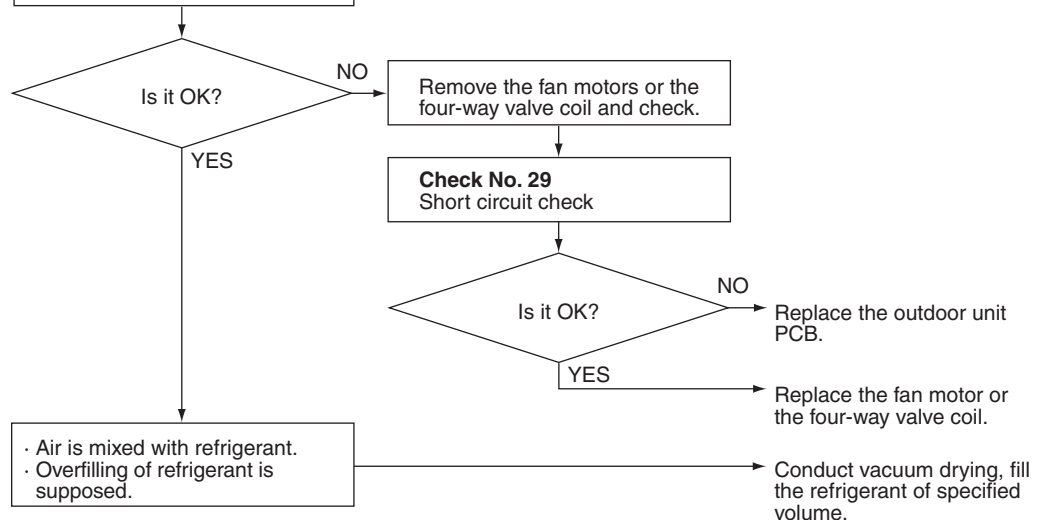 Is it OK?
NO
YES
Remove the fan motors or the
four-way valve coil and check.
Check No. 29
Short circuit check
Is it OK?
NO
Replace the outdoor unit
PCB.
YES
Replace the fan motor or
the four-way valve coil.
· Air is mixed with refrigerant.
· Overfilling of refrigerant is
supposed.
Conduct vacuum drying, fill
the refrigerant of specified
volume.